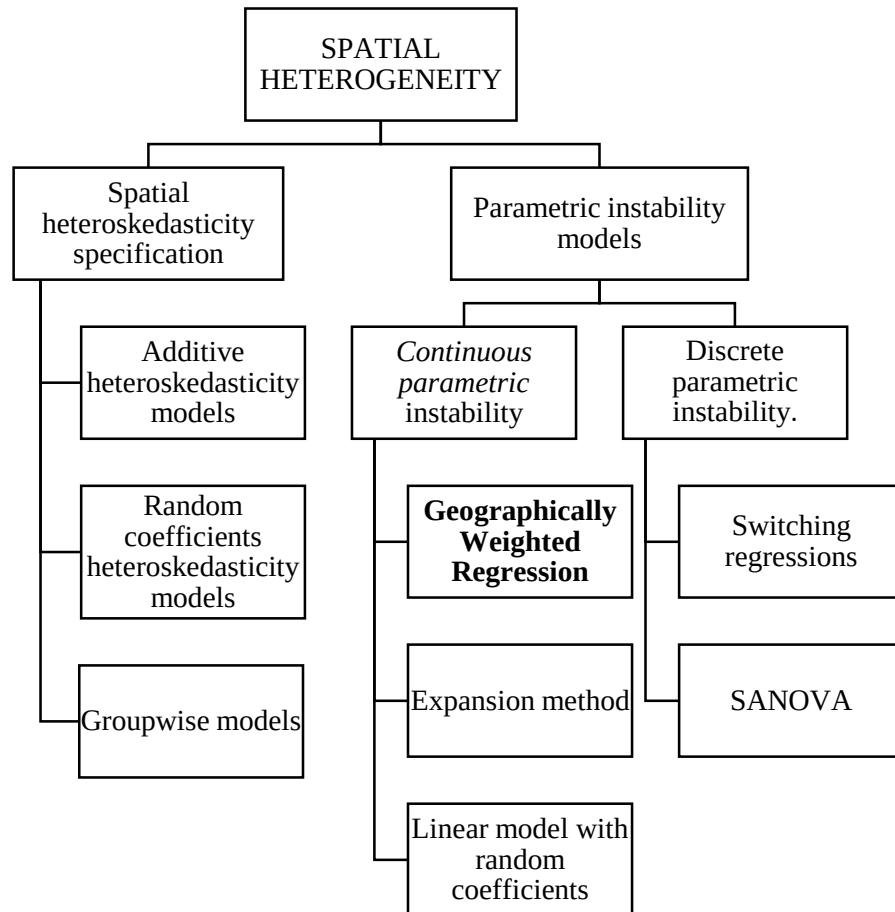 SPATIAL
HETEROGENEITY
Spatial
heteroskedasticity
specification
Parametric instability
models
Additive
heteroskedasticity
models
Continuous
parametric
instability
Discrete
parametric
instability.
Random
coefficients
heteroskedasticity
models
Geographically
Weighted
Regression
Switching
regressions
Groupwise models
Expansion method
SANOVA
Linear model with
random
coefficients